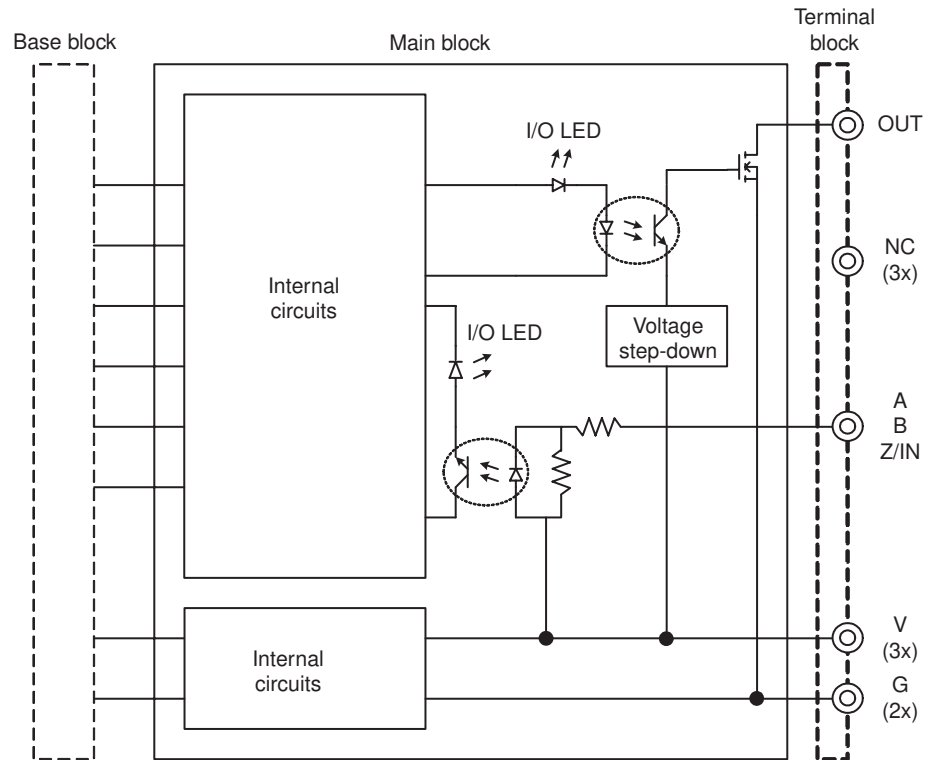 Terminal
block
Base block
Main block
OUT
I/O LED
NC
(3x)
Internal
circuits
I/O LED
Voltage
step-down
A
B
Z/IN
V
(3x)
Internal
circuits
G
(2x)